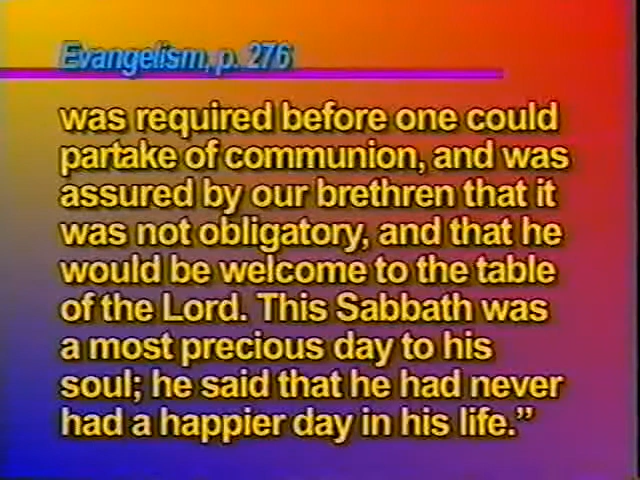 Evangelism, p. 276
was required before one could
partake of communion, and was
assured by our brethren that it
was not obligatory, and that he
would be welcome to the table
of the Lord. This Sabbath was
a most precious day to his
soul; he said that he had never
had a happier day in his life.”